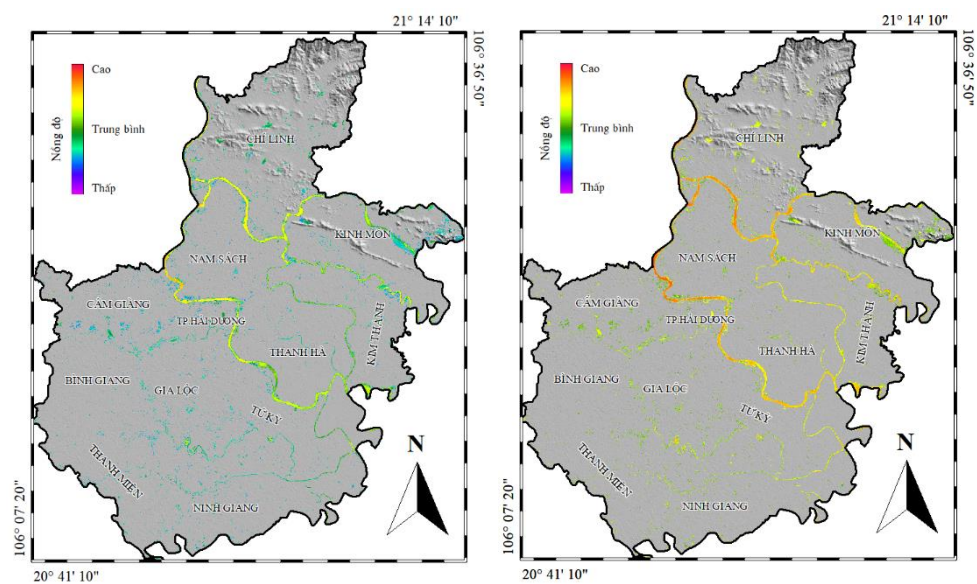 21° 14' 10"
106° 36' 50"
Nồng độ
Cao
Trung bình
Thấp
CHÍ LINH
KINH MÔN
NAM SÁCH
CẨM GIÀNG
TP.HẢI DƯƠNG
KIM THÀNH
THANH HÀ
BÌNH GIANG
GIA LỘC
TỨ KỲ
THANH MIỆN
NINH GIANG
N
106° 07' 20"
20° 41' 10"
21° 14' 10"
106° 36' 50"
Nồng độ
Cao
Trung bình
Thấp
CHÍ LINH
KINH MÔN
NAM SÁCH
CẨM GIÀNG
TP.HẢI DƯƠNG
KIM THÀNH
THANH HÀ
BÌNH GIANG
GIA LỘC
TỨ KỲ
THANH MIỆN
NINH GIANG
N
106° 07' 20"
20° 41' 10"